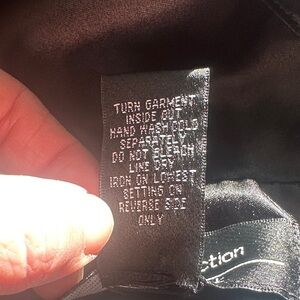 TURN GARMENT
INSIDE OUT
HAND WASH COLD
SEPARATELY
DO NOT BLEACH
LINE DRY
IRON ON LOWEST
SETTING ON
REVERSE SIDE
ONLY
ction